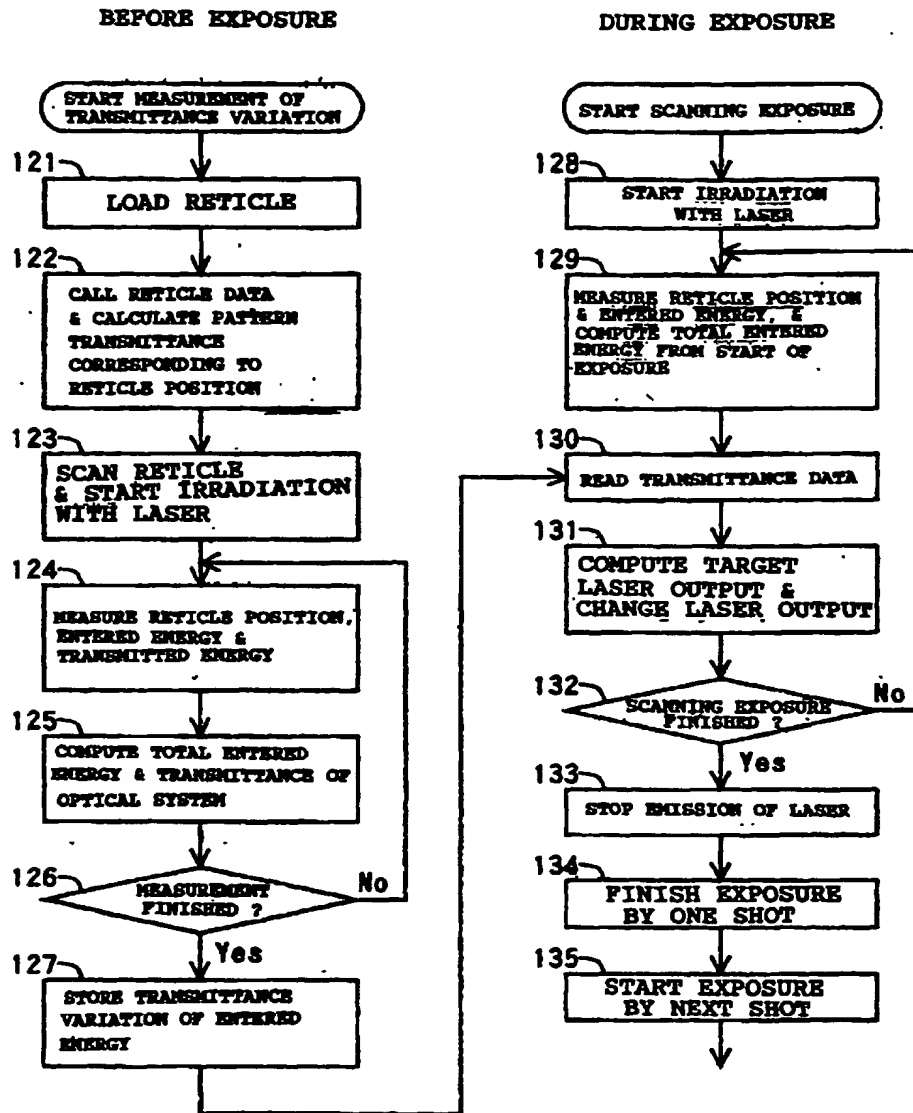 BEFORE EXPOSURE
START MEASUREMENT OF
TRANSMITTANCE VARIATION
121
LOAD RETICLE
122
CALL RETICLE DATA
& CALCULATE PATTERN
TRANSMITTANCE
CORRESPONDING TO
RETICLE POSITION
123
SCAN RETICLE
& START IRRADIATION
WITH LASER
124
MEASURE RETICLE POSITION,
ENTERED ENERGY &
TRANSMITTED ENERGY
125
COMPUTE TOTAL ENTERED
ENERGY & TRANSMITTANCE OF
OPTICAL SYSTEM
126
MEASUREMENT
FINISHED ?
No
Yes
127
STORE TRANSMITTANCE
VARIATION OF ENTERED
ENERGY
DURING EXPOSURE
START SCANNING EXPOSURE
128
START IRRADIATION
WITH LASER
129
MEASURE RETICLE POSITION
& ENTERED ENERGY, &
COMPUTE TOTAL ENTERED
ENERGY FROM START OF
EXPOSURE
130
READ TRANSMITTANCE DATA
131
COMPUTE TARGET
LASER OUTPUT &
CHANGE LASER OUTPUT
132
SCANNING EXPOSURE
FINISHED ?
No
Yes
133
STOP EMISSION OF LASER
134
FINISH EXPOSURE
BY ONE SHOT
135
START EXPOSURE
BY NEXT SHOT